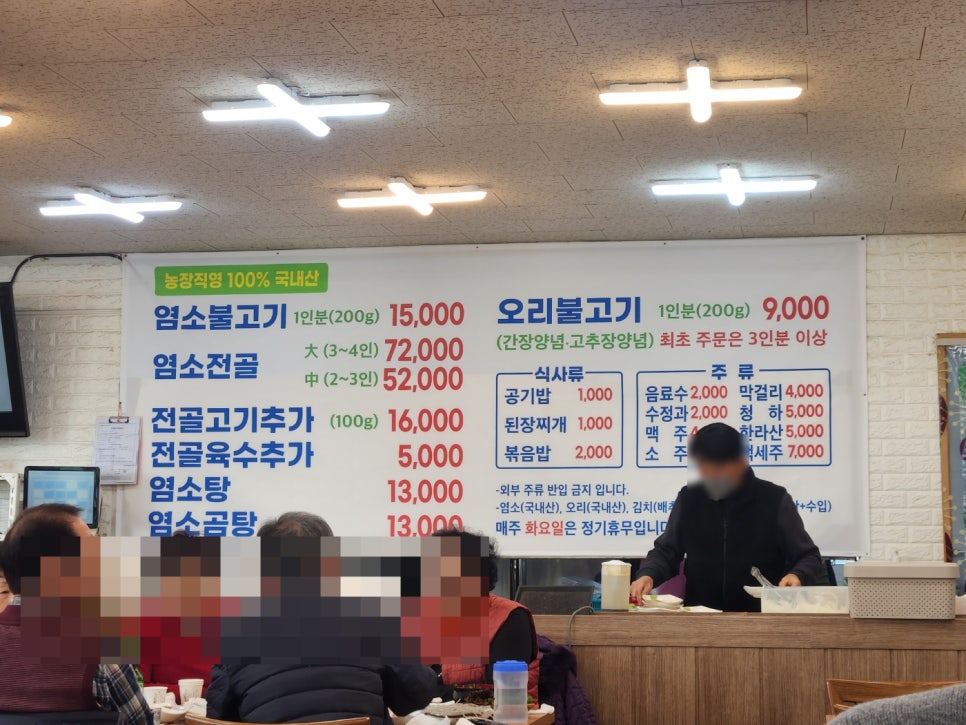 농장직영 100% 국내산
염소불고기 1인분(200g) 15,000
염소전골 大 (3~4인) 72,000
中 (2~3인) 52,000
전골고기추가 (100g) 16,000
전골육수추가 5,000
염소탕 13,000
염소곰탕 13,000
오리불고기 1인분(200g) 9,000
(간장양념·고추장양념) 최초 주문은 3인분 이상
식사류
공기밥 1,000
된장찌개 1,000
볶음밥 2,000
주 류
음료수 2,000 막걸리 4,000
수정과 2,000 청 하 5,000
맥 주 한라산 5,000
소 주 7,000
-외부 주류 반입 금지 입니다.
-염소(국내산), 오리(국내산), 김치(배추 +수입)
매주 화요일은 정기휴무입니다